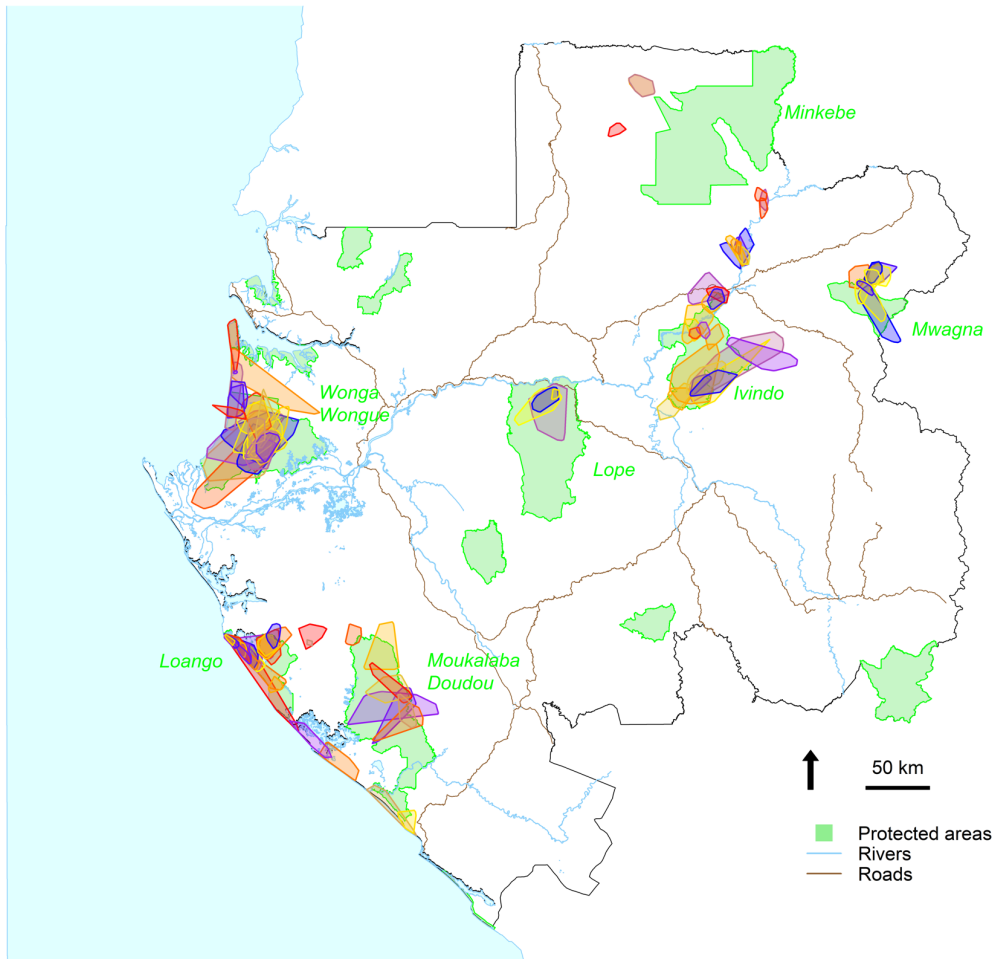 Minkebe
Mwagna
Wonga
Wongue
Ivindo
Lope
Loango
Moukalaba
Doudou
50 km
Protected areas
Rivers
Roads